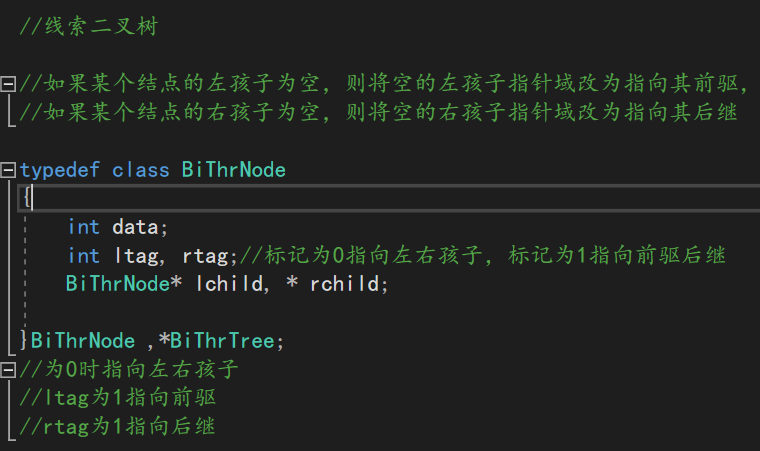 //线索二叉树
//如果某个结点的左孩子为空，则将空的左孩子指针域改为指向其前驱，
//如果某个结点的右孩子为空，则将空的右孩子指针域改为指向其后继
typedef class BiThrNode
{
int data;
int ltag, rtag;//标记为0指向左右孩子，标记为1指向前驱后继
BiThrNode* lchild, * rchild;
}BiThrNode ,*BiThrTree;
//为0时指向左右孩子
//ltag为1指向前驱
//rtag为1指向后继